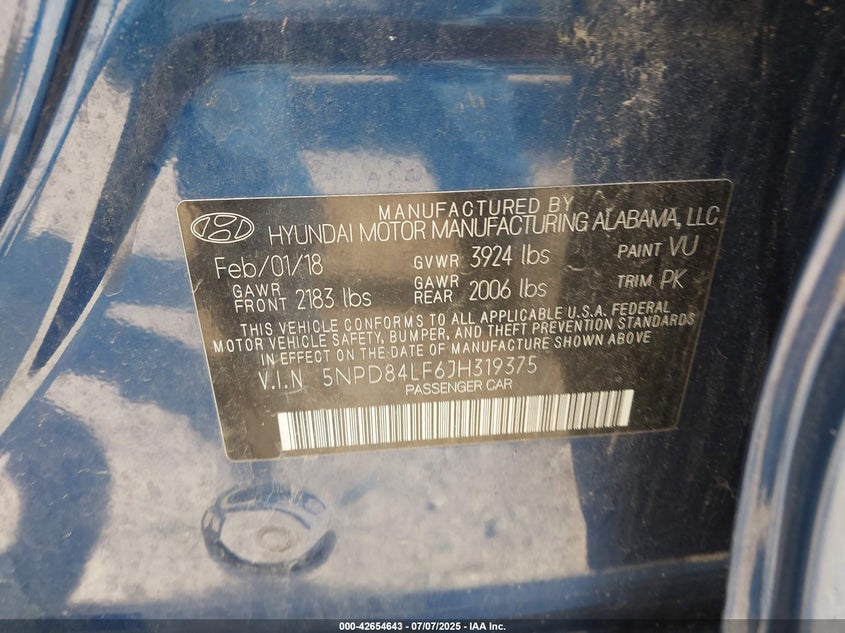 MANUFACTURED BY
HYUNDAI MOTOR MANUFACTURING ALABAMA, LLC
Feb/01/18 GVWR 3924 lbs PAINT VU
GAWR FRONT 2183 lbs GAWR REAR 2006 lbs TRIM PK
THIS VEHICLE CONFORMS TO ALL APPLICABLE U.S.A. FEDERAL
MOTOR VEHICLE SAFETY, BUMPER, AND THEFT PREVENTION STANDARDS
IN EFFECT ON THE DATE OF MANUFACTURE SHOWN ABOVE
V.I.N 5NPD84LF6JH319375
PASSENGER CAR
000-42654643 - 07/07/2025 - IAA Inc.